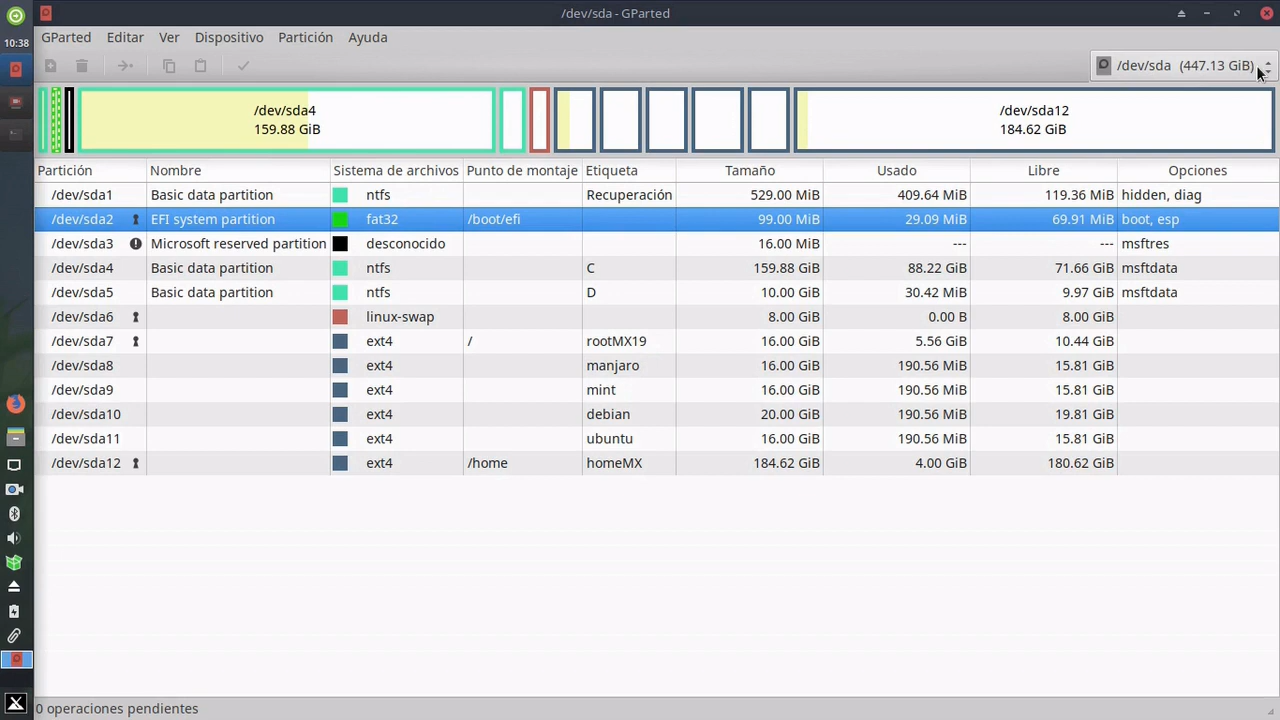 /dev/sda - GParted
10:38
GParted Editar Ver Dispositivo Partición Ayuda
/dev/sda (447.13 GiB)
/dev/sda4
159.88 GiB
/dev/sda12
184.62 GiB
Partición Nombre Sistema de archivos Punto de montaje Etiqueta Tamaño Usado Libre Opciones
/dev/sda1 Basic data partition ntfs Recuperación 529.00 MiB 409.64 MiB 119.36 MiB hidden, diag
/dev/sda2 EFI system partition fat32 /boot/efi 99.00 MiB 29.09 MiB 69.91 MiB boot, esp
/dev/sda3 Microsoft reserved partition desconocido 16.00 MiB --- --- msftres
/dev/sda4 Basic data partition ntfs C 159.88 GiB 88.22 GiB 71.66 GiB msftdata
/dev/sda5 Basic data partition ntfs D 10.00 GiB 30.42 MiB 9.97 GiB msftdata
/dev/sda6 linux-swap 8.00 GiB 0.00 B 8.00 GiB
/dev/sda7 ext4 / rootMX19 16.00 GiB 5.56 GiB 10.44 GiB
/dev/sda8 ext4 manjaro 16.00 GiB 190.56 MiB 15.81 GiB
/dev/sda9 ext4 mint 16.00 GiB 190.56 MiB 15.81 GiB
/dev/sda10 ext4 debian 20.00 GiB 190.56 MiB 19.81 GiB
/dev/sda11 ext4 ubuntu 16.00 GiB 190.56 MiB 15.81 GiB
/dev/sda12 ext4 /home homeMX 184.62 GiB 4.00 GiB 180.62 GiB
0 operaciones pendientes